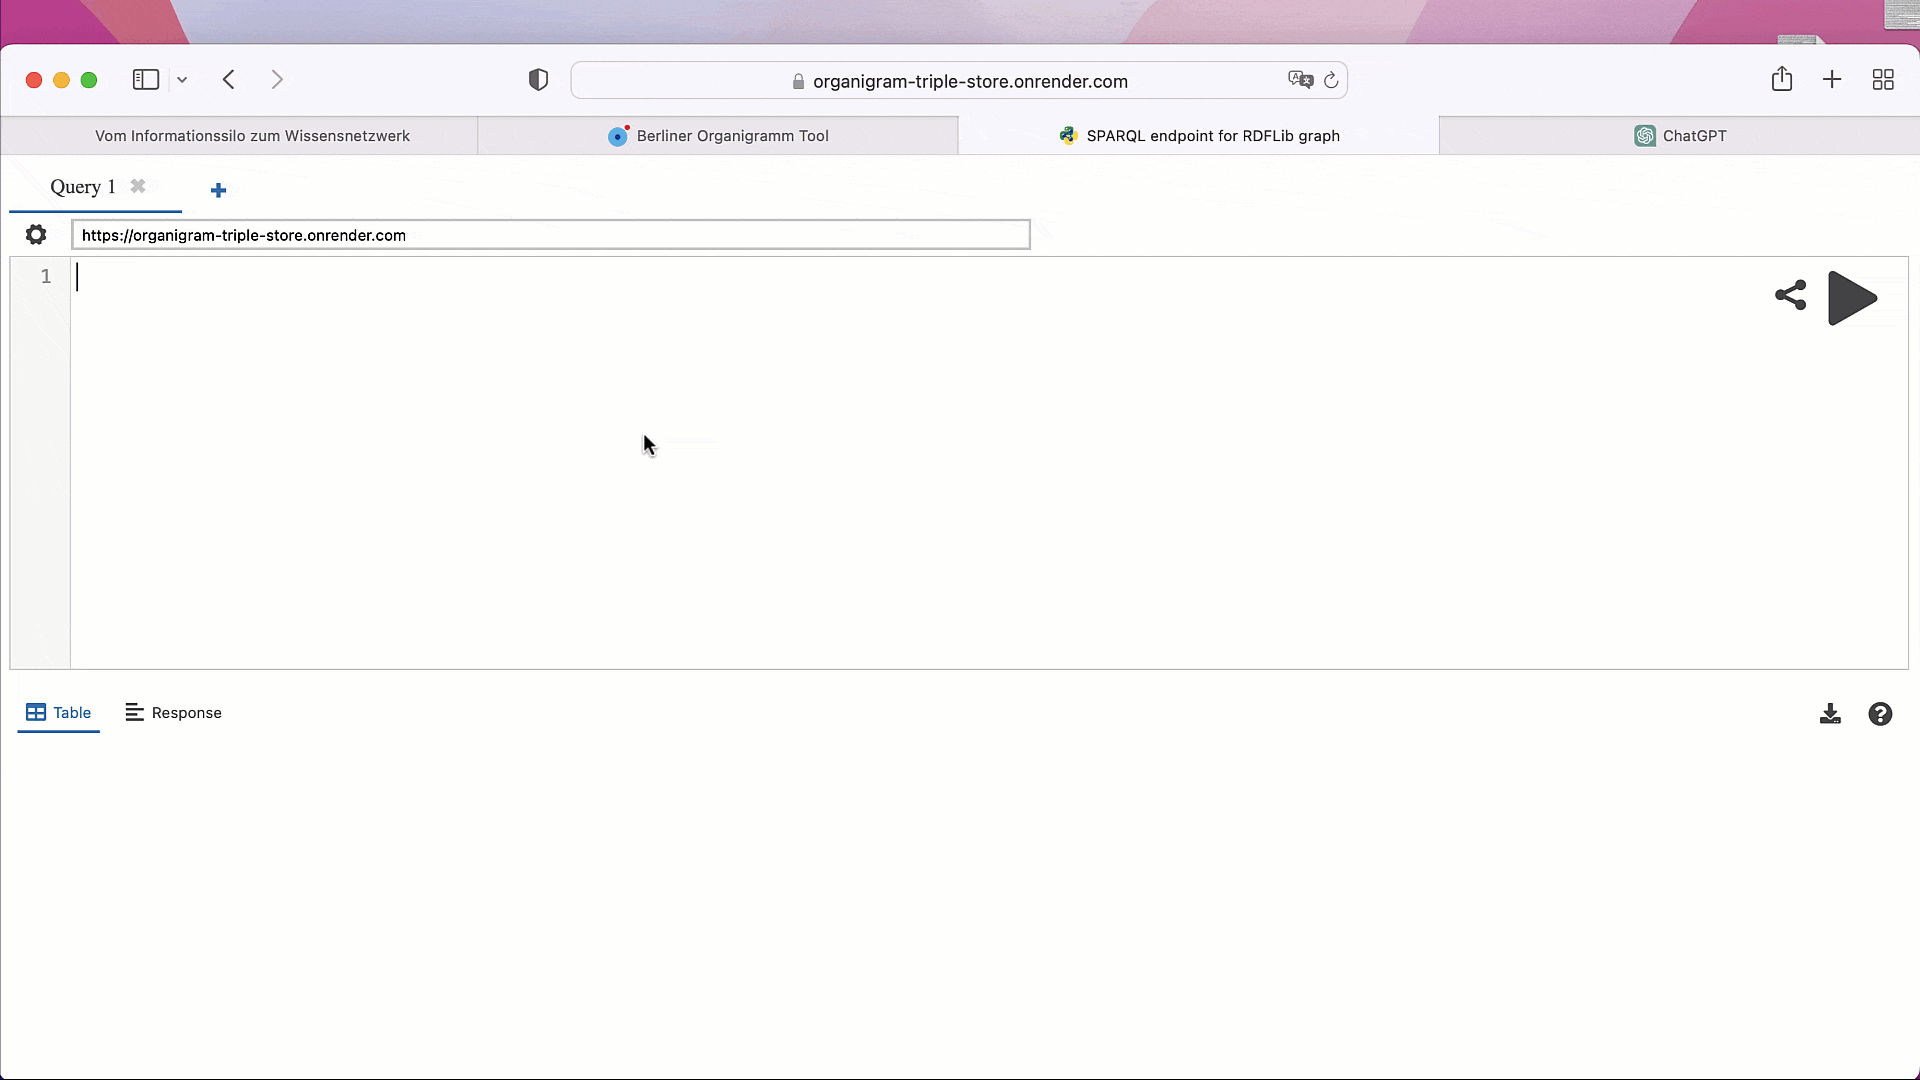 organigram-triple-store.onrender.com
Vom Informationssilo zum Wissensnetzwerk
Berliner Organigramm Tool
SPARQL endpoint for RDFLib graph
ChatGPT
Query 1
https://organigram-triple-store.onrender.com
1
Table
Response